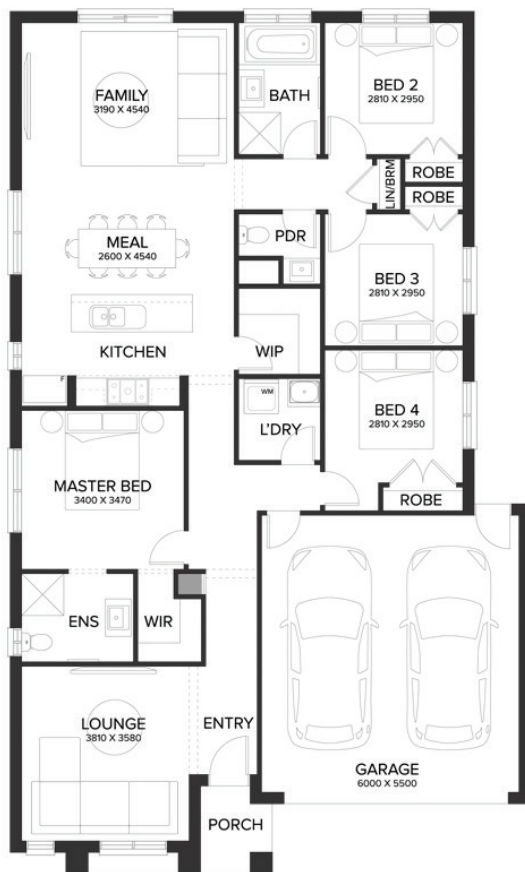 FAMILY
3190 X 4540
BATH
BED 2
2810 X 2950
LIN/BRM
ROBE
ROBE
MEAL
2600 X 4540
PDR
BED 3
2810 X 2950
KITCHEN
WIP
F
WM
L'DRY
BED 4
2810 X 2950
ROBE
MASTER BED
3400 X 3470
ENS
WIR
LOUNGE
3810 X 3580
ENTRY
GARAGE
6000 X 5500
PORCH